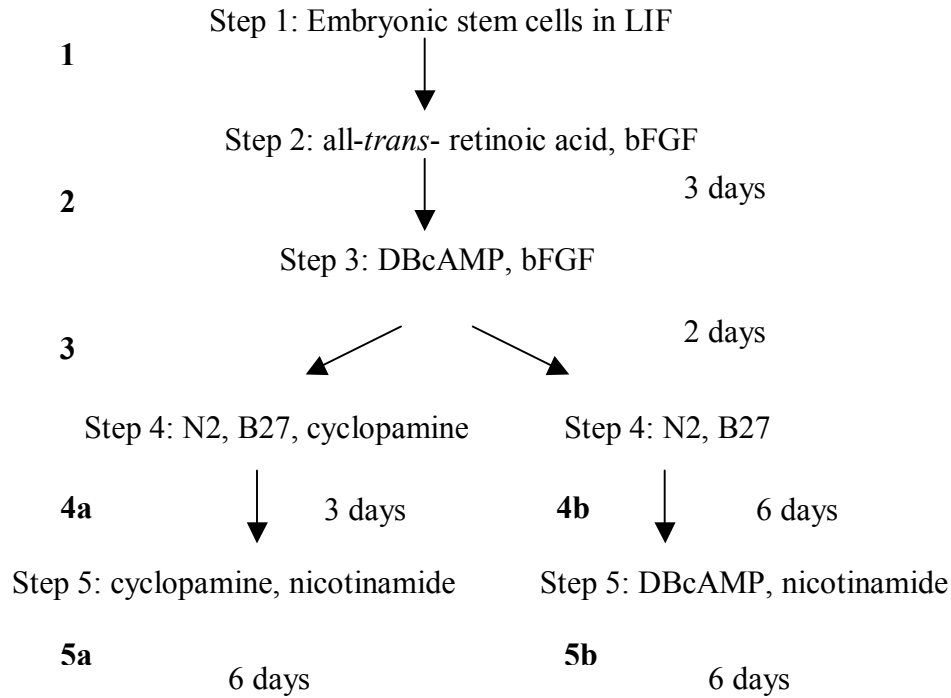 Step 1: Embryonic stem cells in LIF
1
Step 2: all-trans- retinoic acid, bFGF
2
3 days
Step 3: DBcAMP, bFGF
3
2 days
Step 4: N2, B27, cyclopamine
Step 4: N2, B27
4a
3 days
4b
6 days
Step 5: cyclopamine, nicotinamide
Step 5: DBcAMP, nicotinamide
5a
6 days
5b
6 days